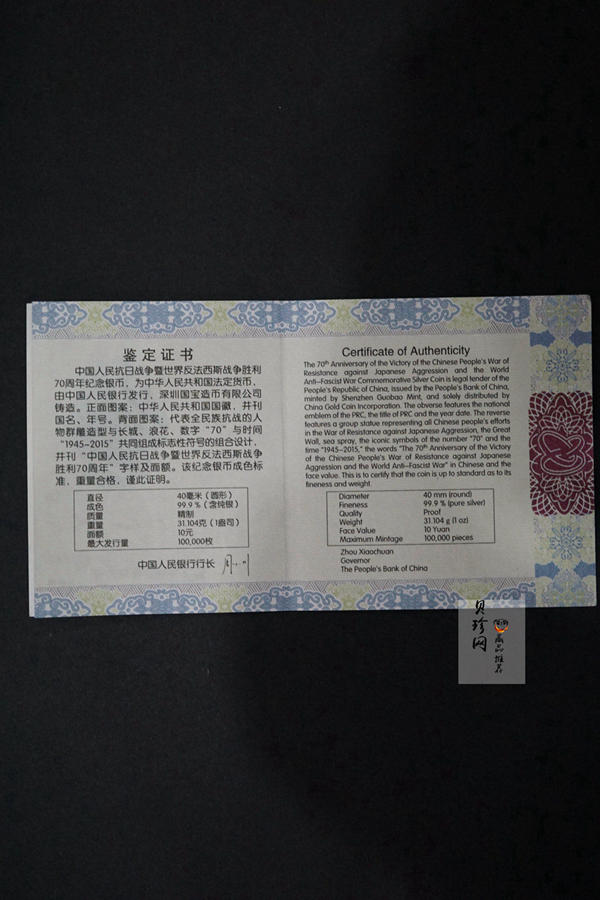 鉴定证书
中国人民抗日战争暨世界反法西斯战争胜利
70周年纪念银币，为中华人民共和国法定货币，
由中国人民银行发行，深圳国宝造币有限公司
铸造。正面图案：中华人民共和国国徽，并刊
国名、年号。背面图案：代表全民族抗战的人
物群雕造型与长城、浪花、数字“70”与时间
“1945-2015”共同组成标志性符号的组合设计，
并刊“中国人民抗日战争暨世界反法西斯战争
胜利70周年”字样及面额。该纪念银币成色标
准，重量合格，谨此证明。
直径 40毫米（圆形）
成色 99.9％（含纯银）
质量 精制
重量 31.104克（1盎司）
面额 10元
最大发行量 100,000枚
中国人民银行行长
Certificate of Authenticity
The 70th Anniversary of the Victory of the Chinese People's War of
Resistance against Japanese Aggression and the World
Anti-Fascist War Commemorative Silver Coin is legal tender of the
People's Republic of China, issued by the People's Bank of China,
minted by Shenzhen Guobao Mint, and solely distributed by
China Gold Coin Incorporation. The obverse features the national
emblem of the PRC, the title of PRC and the year date. The reverse
features a group statue representing all Chinese people's efforts
in the War of Resistance against Japanese Aggression, the Great
Wall, sea spray, the iconic symbols of the number "70" and the
time "1945-2015," the words "The 70th Anniversary of the Victory
of the Chinese People's War of Resistance against Japanese
Aggression and the World Anti-Fascist War" in Chinese and the
face value. This is to certify that the coin is up to standard as to its
fineness and weight.
Diameter 40 mm (round)
Fineness 99.9 % (pure silver)
Quality Proof
Weight 31.104 g (1 oz)
Face Value 10 Yuan
Maximum Mintage 100,000 pieces
Zhou Xiaochuan
Governor
The People's Bank of China
贝珍网
尚品推荐